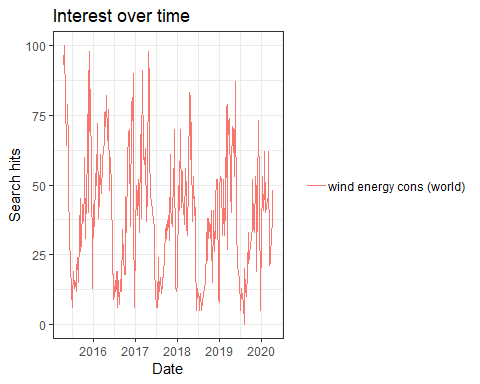 Interest over time
100
75
50
25
0
Search hits
2016
2017
2018
2019
2020
Date
wind energy cons (world)